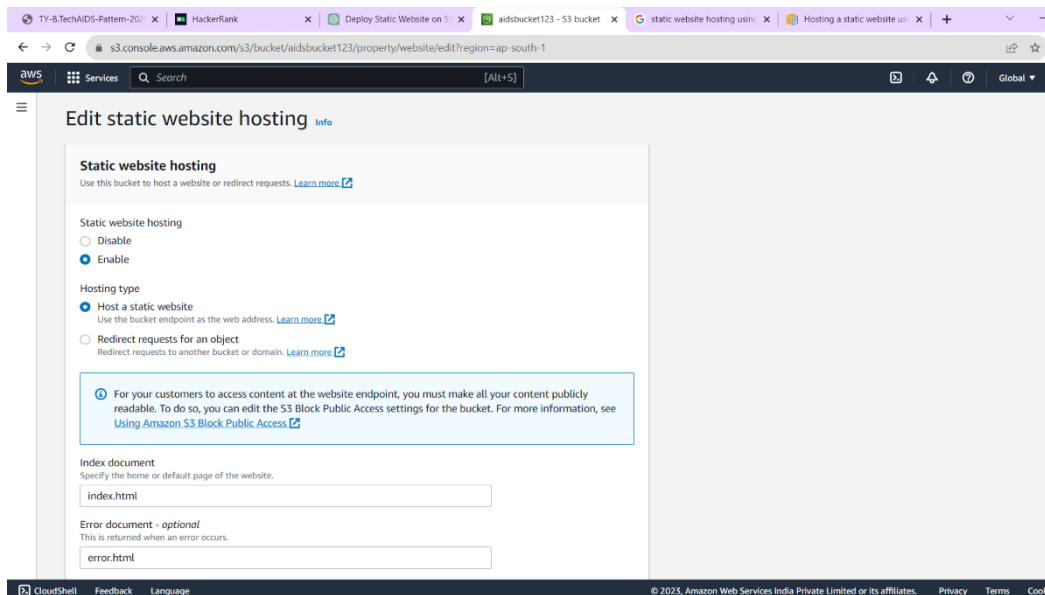 TY-B.TechAIDS-Pattern-202
HackerRank
Deploy Static Website on S
aidsbucket123 - S3 bucket
static website hosting using
Hosting a static website us
s3.console.aws.amazon.com/s3/bucket/aidsbucket123/property/website/edit?region=ap-south-1
aws
Services
Search
[Alt+S]
Global
Edit static website hosting Info
Static website hosting
Use this bucket to host a website or redirect requests. Learn more
Static website hosting
Disable
Enable
Hosting type
Host a static website
Use the bucket endpoint as the web address. Learn more
Redirect requests for an object
Redirect requests to another bucket or domain. Learn more
For your customers to access content at the website endpoint, you must make all your content publicly
readable. To do so, you can edit the S3 Block Public Access settings for the bucket. For more information, see
Using Amazon S3 Block Public Access
Index document
Specify the home or default page of the website.
index.html
Error document - optional
This is returned when an error occurs.
error.html
CloudShell Feedback Language © 2023, Amazon Web Services India Private Limited or its affiliates. Privacy Terms Cook